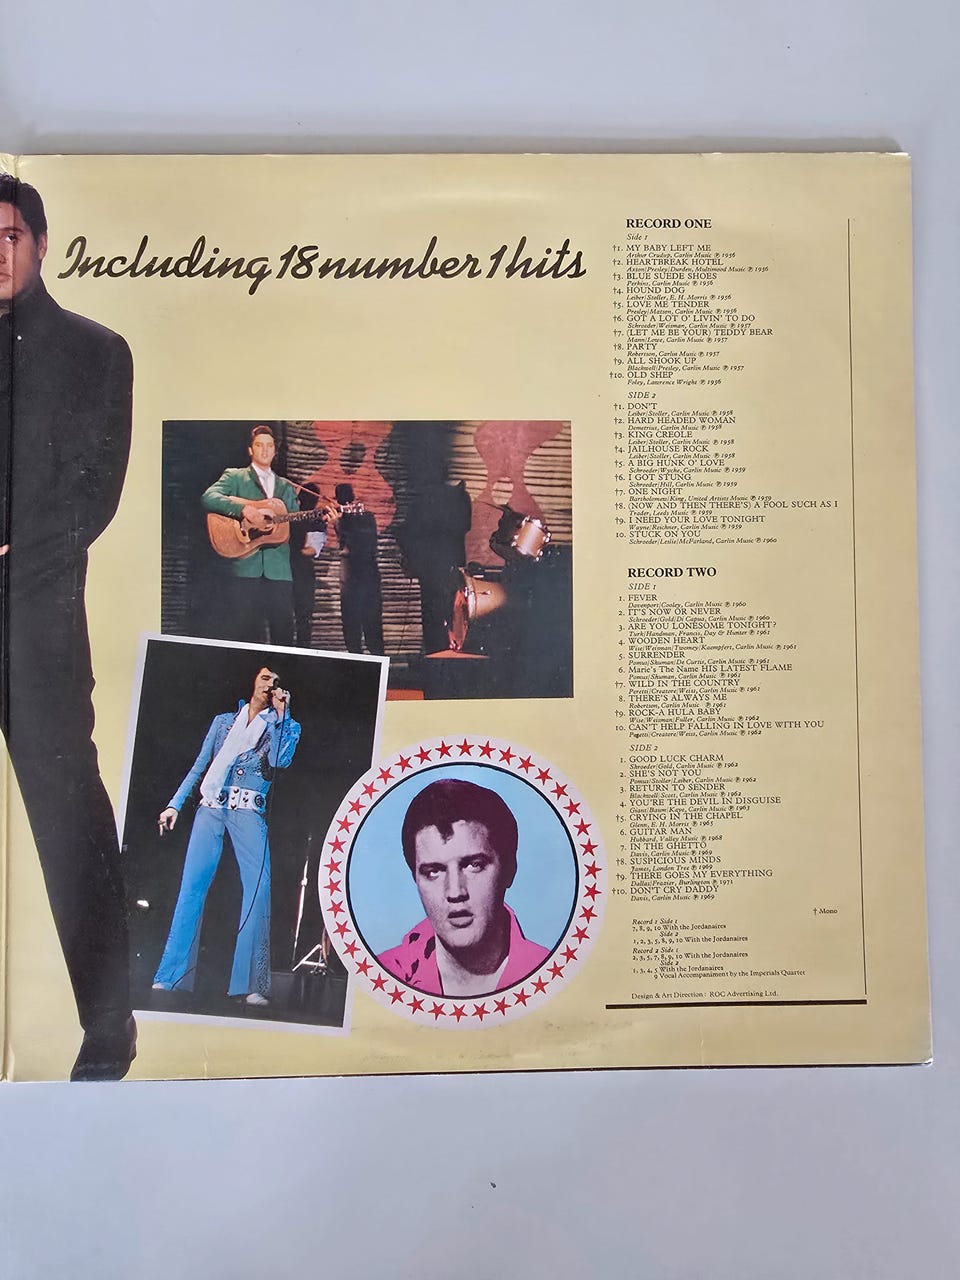 Including 18 number 1 hits
RECORD ONE
Side 1
†1. MY BABY LEFT ME
Arthur Crudup, Carlin Music ℗ 1956
†2. HEARTBREAK HOTEL
Axton/Presley/Durden, Multimood Music ℗ 1956
†3. BLUE SUEDE SHOES
Perkins, Carlin Music ℗ 1956
†4. HOUND DOG
Leiber/Stoller, E. H. Morris ℗ 1956
†5. LOVE ME TENDER
Presley/Matson, Carlin Music ℗ 1956
†6. GOT A LOT O' LIVIN' TO DO
Schroeder/Weisman, Carlin Music ℗ 1957
†7. (LET ME BE YOUR) TEDDY BEAR
Mann/Lowe, Carlin Music ℗ 1957
†8. PARTY
Robertson, Carlin Music ℗ 1957
†9. ALL SHOOK UP
Blackwell/Presley, Carlin Music ℗ 1957
†10. OLD SHEP
Foley, Lawrence Wright ℗ 1956
SIDE 2
†1. DON'T
Leiber/Stoller, Carlin Music ℗ 1958
†2. HARD HEADED WOMAN
Demetrius, Carlin Music ℗ 1958
†3. KING CREOLE
Leiber/Stoller, Carlin Music ℗ 1958
†4. JAILHOUSE ROCK
Leiber/Stoller, Carlin Music ℗ 1958
†5. A BIG HUNK O' LOVE
Schroeder/Wyche, Carlin Music ℗ 1959
†6. I GOT STUNG
Schroeder/Hill, Carlin Music ℗ 1959
†7. ONE NIGHT
Bartholomew/King, United Artists Music ℗ 1959
†8. (NOW AND THEN THERE'S) A FOOL SUCH AS I
Trader, Leeds Music ℗ 1959
†9. I NEED YOUR LOVE TONIGHT
Wayne/Reichner, Carlin Music ℗ 1959
10. STUCK ON YOU
Schroeder/Leslie/McFarland, Carlin Music ℗ 1960
RECORD TWO
SIDE 1
1. FEVER
Davenport/Cooley, Carlin Music ℗ 1960
2. IT'S NOW OR NEVER
Schroeder/Gold/Di Capua, Carlin Music ℗ 1960
3. ARE YOU LONESOME TONIGHT?
Turk/Handman, Francis, Day & Hunter ℗ 1961
4. WOODEN HEART
Wise/Weisman/Twomey/Kaempfert, Carlin Music ℗ 1961
5. SURRENDER
Pomus/Shuman/De Curtis, Carlin Music ℗ 1961
6. Marie's The Name HIS LATEST FLAME
Pomus/Shuman, Carlin Music ℗ 1961
†7. WILD IN THE COUNTRY
Peretti/Creatore/Weiss, Carlin Music ℗ 1961
8. THERE'S ALWAYS ME
Robertson, Carlin Music ℗ 1961
†9. ROCK-A HULA BABY
Wise/Weisman/Fuller, Carlin Music ℗ 1962
10. CAN'T HELP FALLING IN LOVE WITH YOU
Peretti/Creatore/Weiss, Carlin Music ℗ 1962
SIDE 2
1. GOOD LUCK CHARM
Shroeder/Gold, Carlin Music ℗ 1962
2. SHE'S NOT YOU
Pomus/Stoller/Leiber, Carlin Music ℗ 1962
3. RETURN TO SENDER
Blackwell/Scott, Carlin Music ℗ 1962
4. YOU'RE THE DEVIL IN DISGUISE
Giant/Baum/Kaye, Carlin Music ℗ 1963
†5. CRYING IN THE CHAPEL
Glenn, E. H. Morris ℗ 1965
6. GUITAR MAN
Hubbard, Valley Music ℗ 1968
7. IN THE GHETTO
Davis, Carlin Music ℗ 1969
†8. SUSPICIOUS MINDS
James, London Tree ℗ 1969
†9. THERE GOES MY EVERYTHING
Dallas/Frazier, Burlington ℗ 1971
†10. DON'T CRY DADDY
Davis, Carlin Music ℗ 1969
† Mono
Record 1 Side 1
7, 8, 9, 10 With the Jordanaires
Side 2
1, 2, 3, 5, 8, 9, 10 With the Jordanaires
Record 2 Side 1
2, 3, 5, 7, 8, 9, 10 With the Jordanaires
Side 2
1, 3, 4, 5 With the Jordanaires
9 Vocal Accompaniment by the Imperials Quartet
Design & Art Direction: ROC Advertising Ltd.